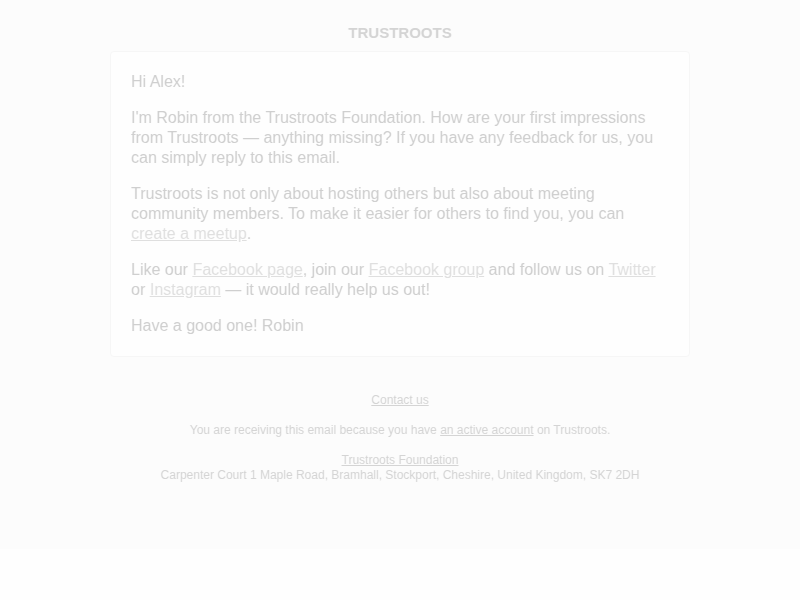 TRUSTROOTS
Hi Alex!
I'm Robin from the Trustroots Foundation. How are your first impressions
from Trustroots — anything missing? If you have any feedback for us, you
can simply reply to this email.
Trustroots is not only about hosting others but also about meeting
community members. To make it easier for others to find you, you can
create a meetup.
Like our Facebook page, join our Facebook group and follow us on Twitter
or Instagram — it would really help us out!
Have a good one! Robin
Contact us
You are receiving this email because you have an active account on Trustroots.
Trustroots Foundation
Carpenter Court 1 Maple Road, Bramhall, Stockport, Cheshire, United Kingdom, SK7 2DH